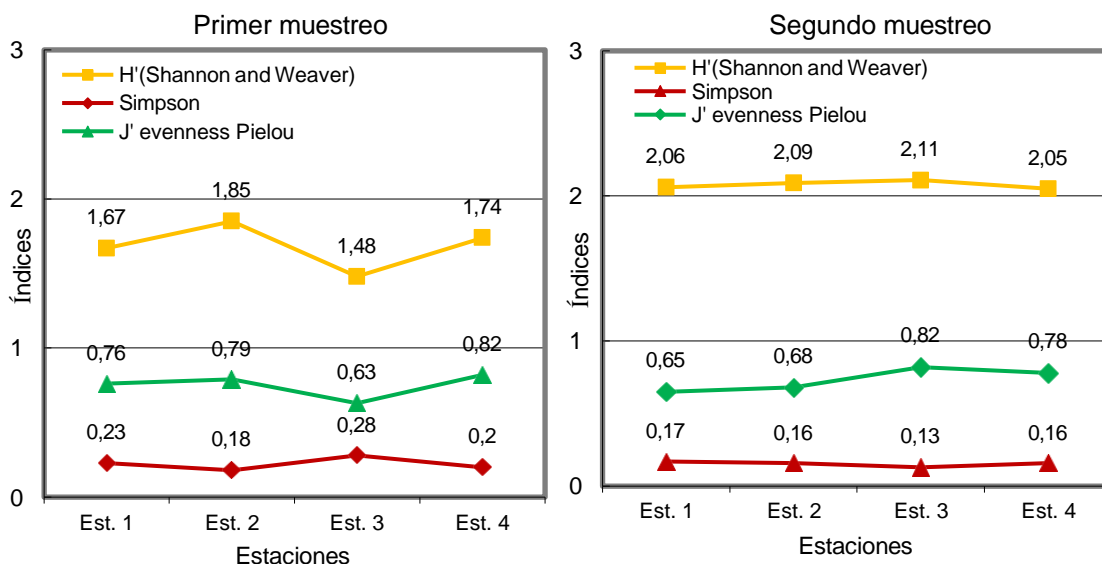 Primer muestreo
3
H'(Shannon and Weaver)
Simpson
J' evenness Pielou
2
1,67
1,85
1,48
1,74
Índices
1
0,76
0,79
0,63
0,82
0,23
0,18
0,28
0,2
0
Est. 1 Est. 2 Est. 3 Est. 4
Estaciones
Segundo muestreo
3
H'(Shannon and Weaver)
Simpson
J' evenness Pielou
2,06
2,09
2,11
2,05
2
Índices
1
0,65
0,68
0,82
0,78
0,17
0,16
0,13
0,16
0
Est. 1 Est. 2 Est. 3 Est. 4
Estaciones